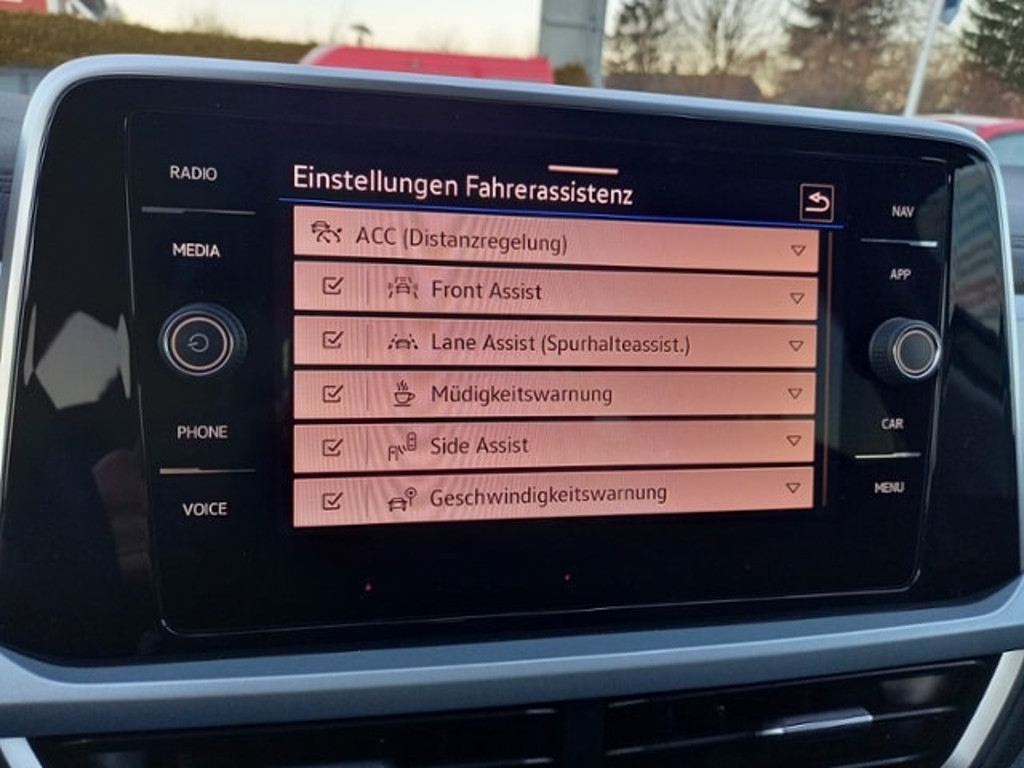 RADIO
MEDIA
PHONE
VOICE
Einstellungen Fahrerassistenz
ACC (Distanzregelung)
Front Assist
Lane Assist (Spurhalteassist.)
Müdigkeitswarnung
Side Assist
Geschwindigkeitswarnung
NAV
APP
CAR
MENU